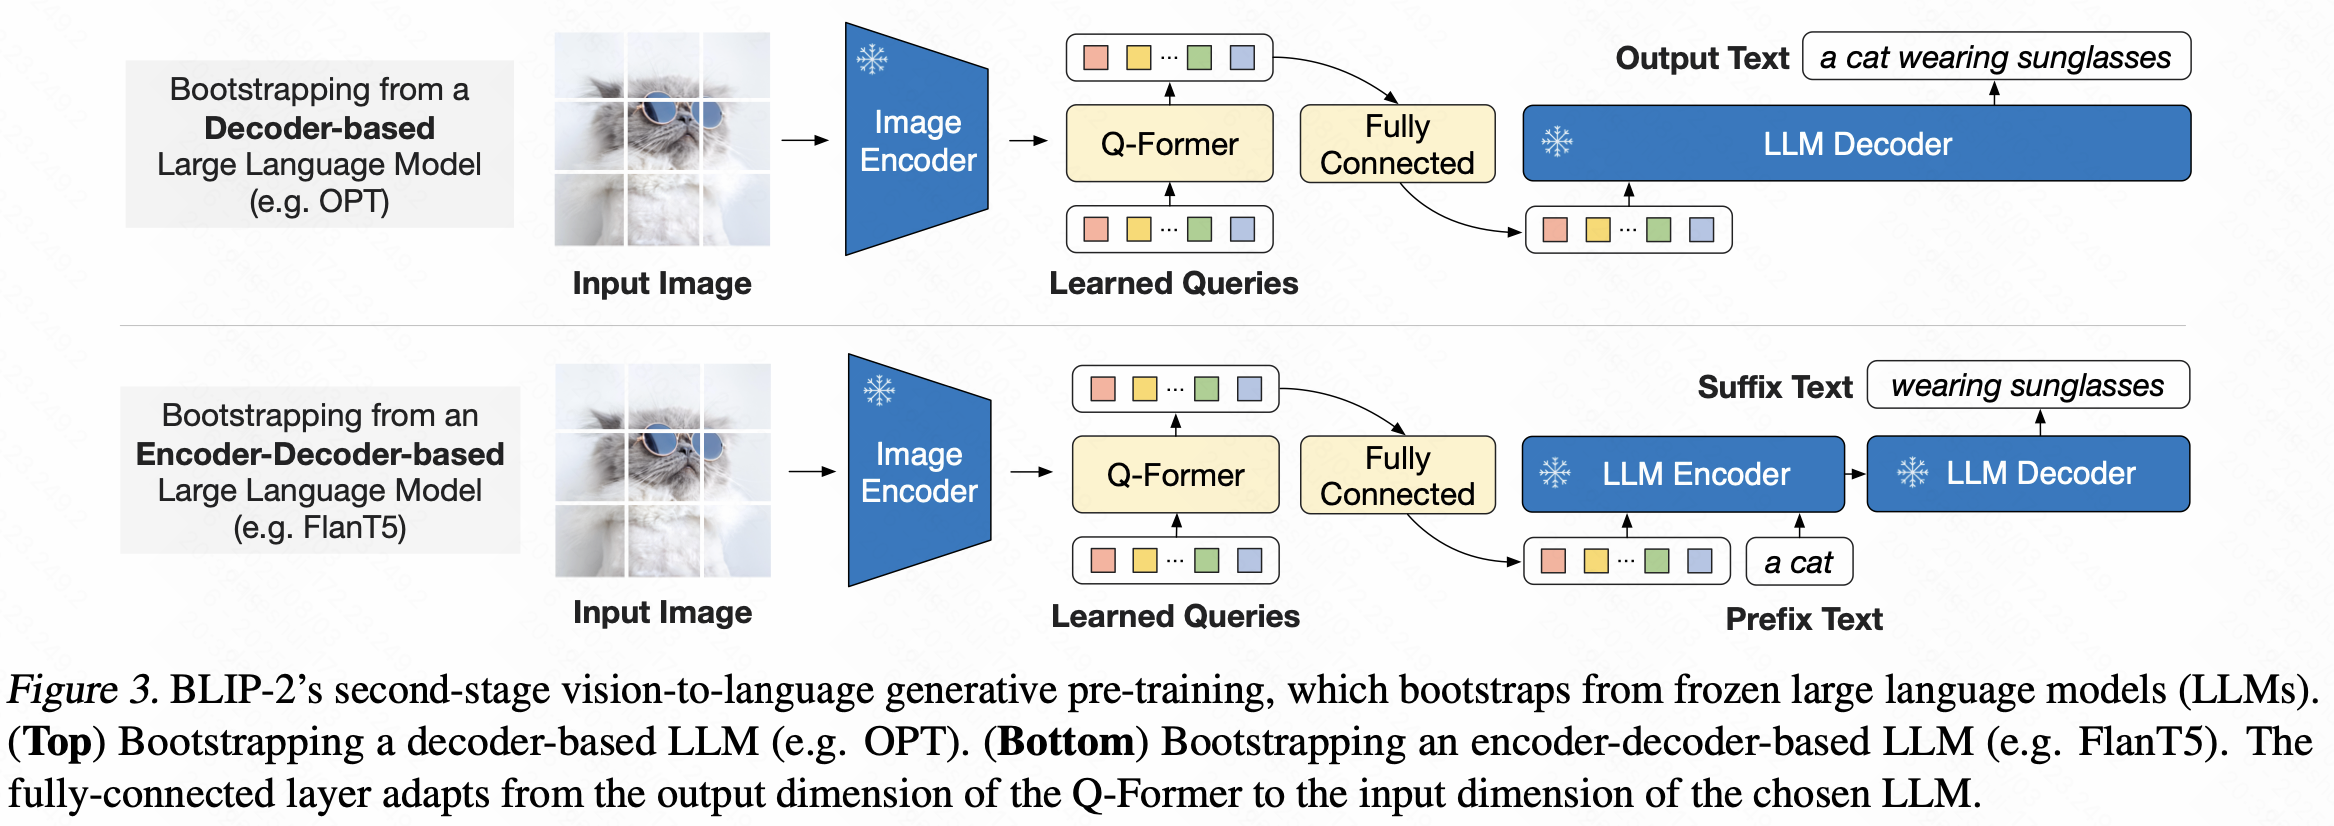 Bootstrapping from a
Decoder-based
Large Language Model
(e.g. OPT)
Input Image
Image
Encoder
...
Q-Former
...
Learned Queries
Fully
Connected
Output Text
a cat wearing sunglasses
LLM Decoder
...
Bootstrapping from an
Encoder-Decoder-based
Large Language Model
(e.g. FlanT5)
Input Image
Image
Encoder
...
Q-Former
...
Learned Queries
Fully
Connected
Suffix Text
wearing sunglasses
LLM Encoder
LLM Decoder
...
a cat
Prefix Text
Figure 3. BLIP-2’s second-stage vision-to-language generative pre-training, which bootstraps from frozen large language models (LLMs).
(Top) Bootstrapping a decoder-based LLM (e.g. OPT). (Bottom) Bootstrapping an encoder-decoder-based LLM (e.g. FlanT5). The
fully-connected layer adapts from the output dimension of the Q-Former to the input dimension of the chosen LLM.